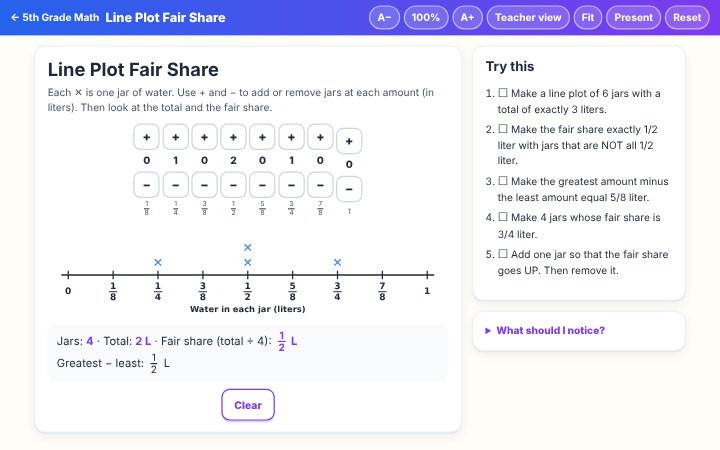 ← 5th Grade Math Line Plot Fair Share A− 100% A+ Teacher view Fit Present Reset
Line Plot Fair Share
Each ✕ is one jar of water. Use + and − to add or remove jars at each amount (in
liters). Then look at the total and the fair share.
+ + + + + + + +
0 1 0 2 0 1 0 0
− − − − − − − −
1/8 1/4 3/8 1/2 5/8 3/4 7/8 1
✕
✕ ✕ ✕
0 1/8 1/4 3/8 1/2 5/8 3/4 7/8 1
Water in each jar (liters)
Jars: 4 · Total: 2 L · Fair share (total ÷ 4): 1/2 L
Greatest − least: 1/2 L
Clear
Try this
1. ☐ Make a line plot of 6 jars with a
total of exactly 3 liters.
2. ☐ Make the fair share exactly 1/2
liter with jars that are NOT all 1/2
liter.
3. ☐ Make the greatest amount minus
the least amount equal 5/8 liter.
4. ☐ Make 4 jars whose fair share is
3/4 liter.
5. ☐ Add one jar so that the fair share
goes UP. Then remove it.
▶ What should I notice?